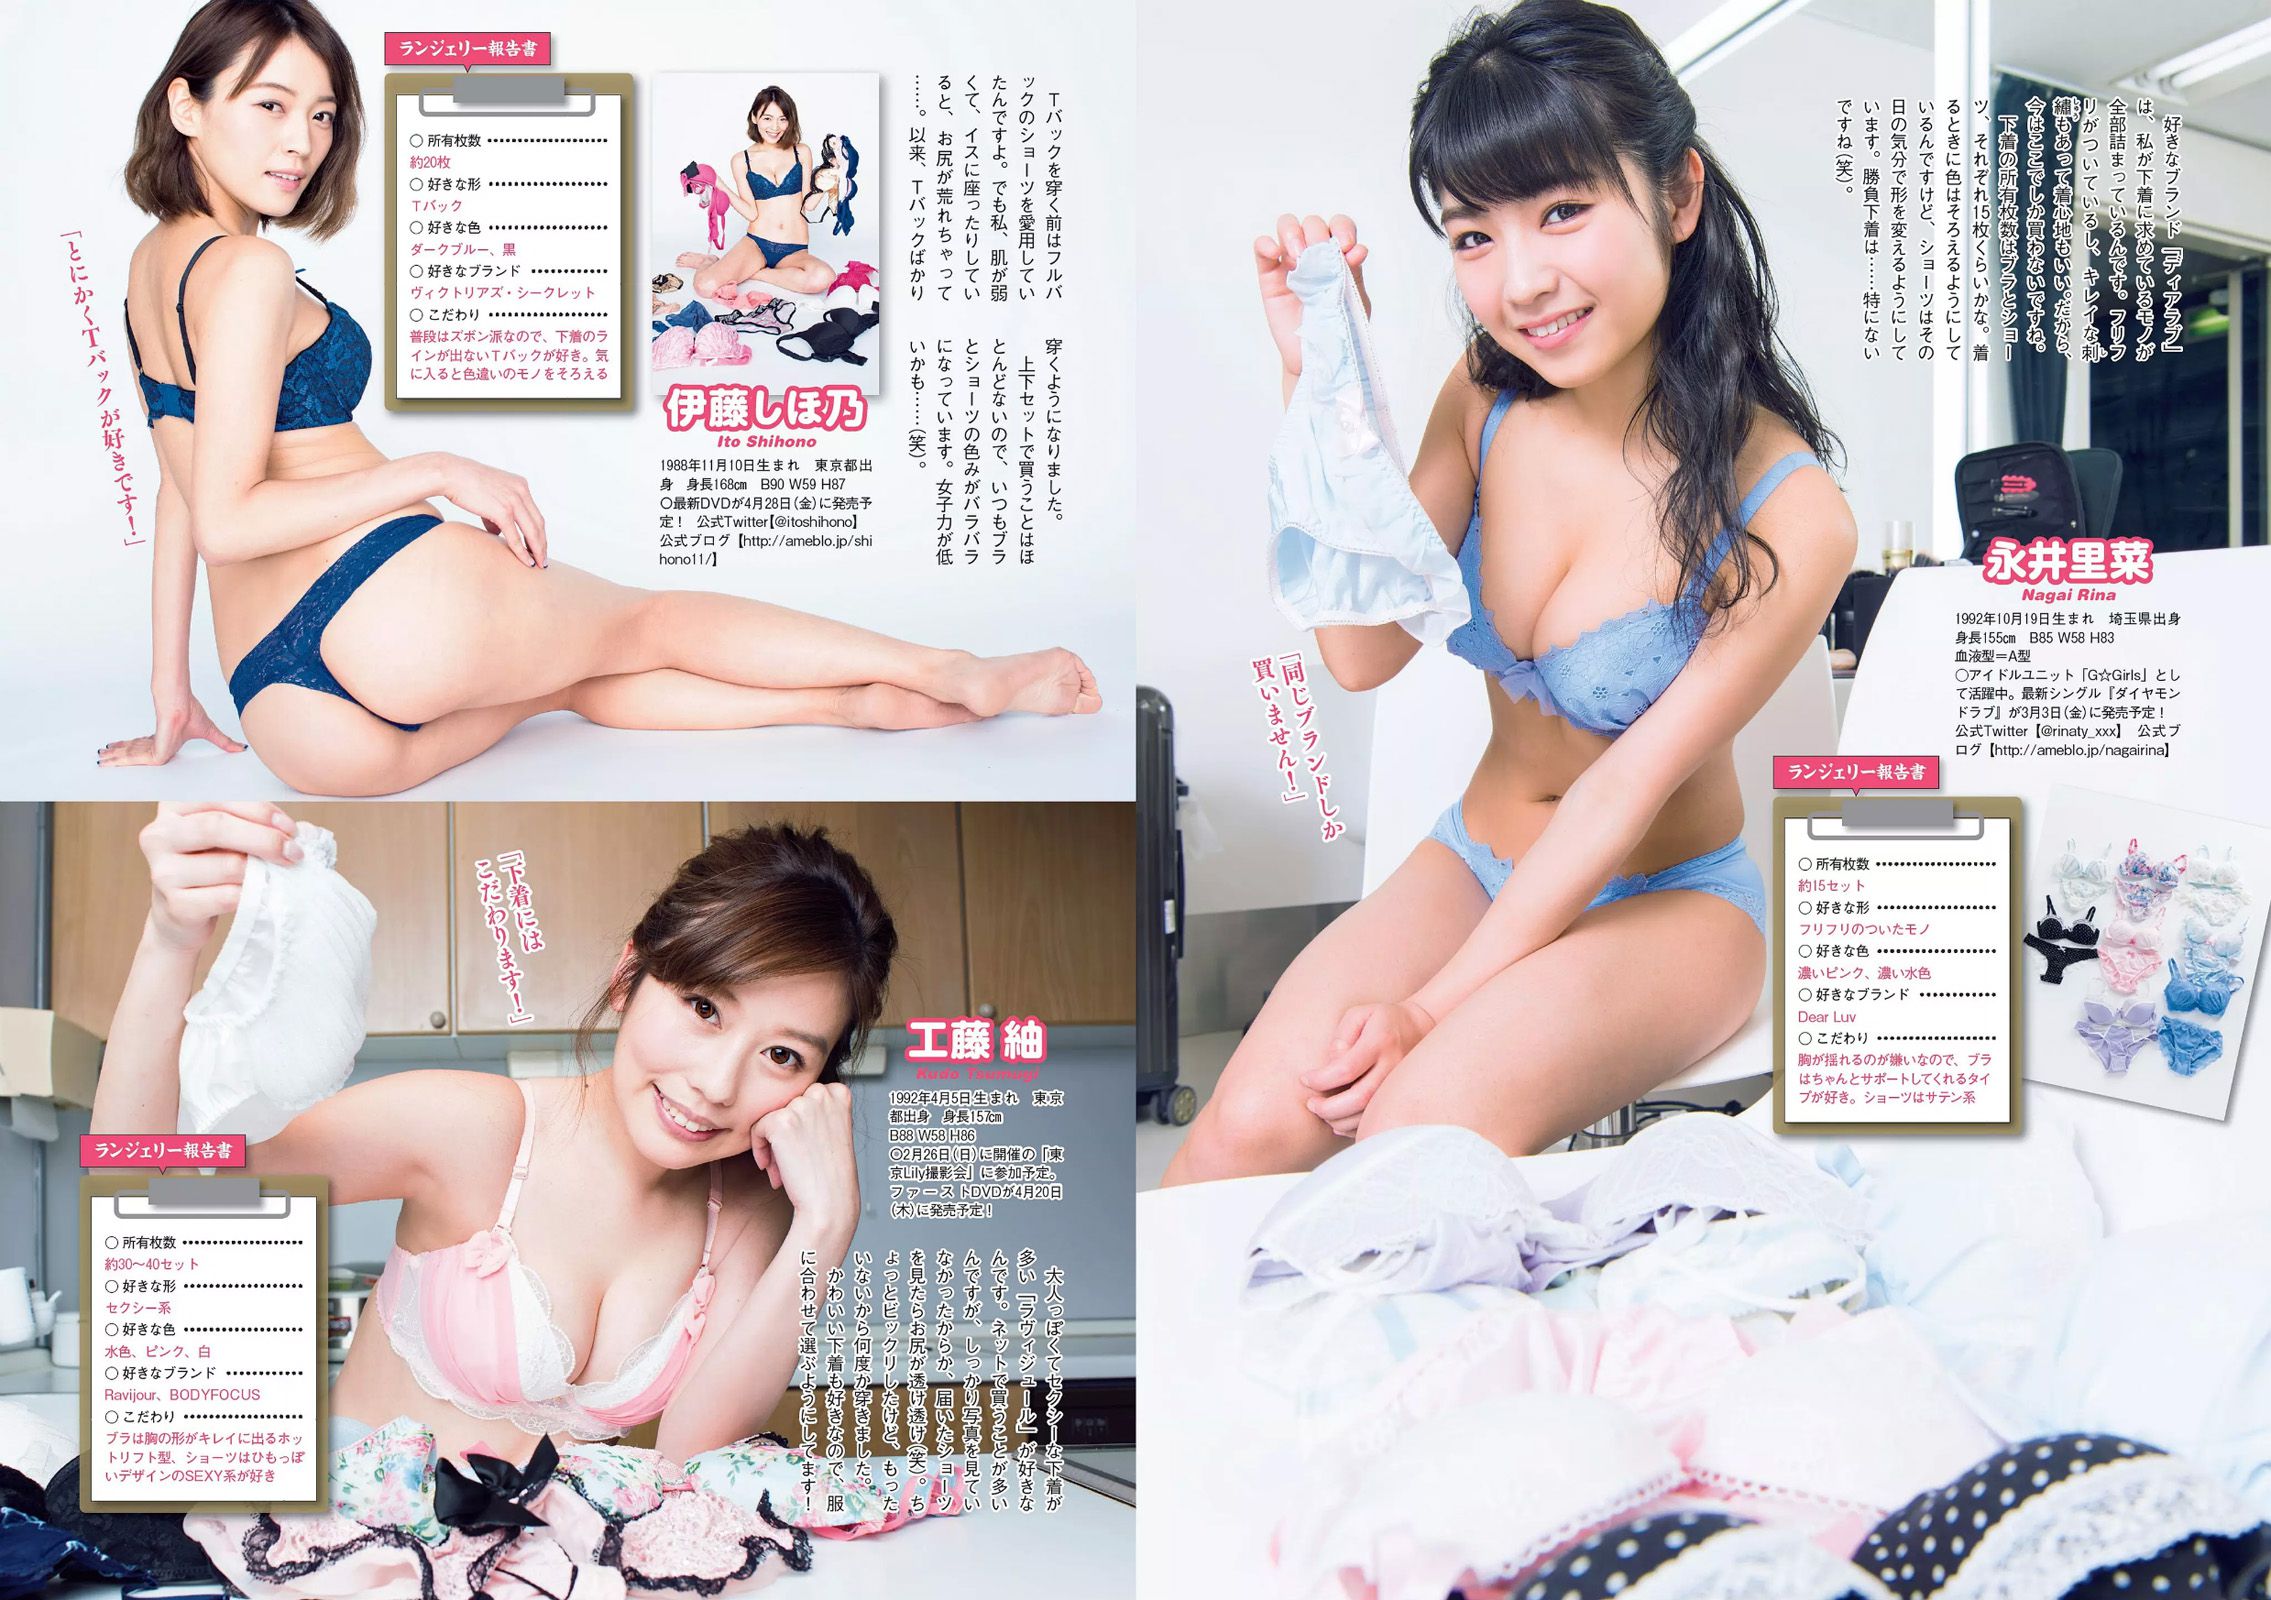 好きなブランド『ディアラブ』
は、私が下着に求めているモノが
全部詰まっているんです。フリフ
リがついているし、キレイな刺
繡もあって着心地もいい。だから、
今はここでしか買わないですね。
下着の所有枚数はブラとショー
ツ、それぞれ15枚くらいかな。着
るときに色はそろえるようにして
いるんですけど、ショーツはその
日の気分で形を変えるようにして
います。勝負下着は……特にない
ですね(笑)。
「同じブランドしか
買いません!」
永井里菜
Nagai Rina
1992年10月19日生まれ　埼玉県出身
身長155㎝　B85 W58 H83
血液型=A型
○アイドルユニット「G☆Girls」とし
て活躍中。最新シングル『ダイヤモン
ドラブ』が3月3日(金)に発売予定!
公式Twitter【@rinaty_xxx】　公式ブ
ログ【http://ameblo.jp/nagairina】
ランジェリー報告書
○ 所有枚数
約15セット
○ 好きな形
フリフリのついたモノ
○ 好きな色
濃いピンク、濃い水色
○ 好きなブランド
Dear Luv
○ こだわり
胸が揺れるのが嫌いなので、ブラ
はちゃんとサポートしてくれるタイ
プが好き。ショーツはサテン系
Tバックを穿く前はフルバ
ックのショーツを愛用してい
たんですよ。でも私、肌が弱
くて、イスに座ったりしてい
ると、お尻が荒れちゃって
……。以来、Tバックばかり
穿くようになりました。
上下セットで買うことはほ
とんどないので、いつもブラ
とショーツの色みがバラバラ
になっています。女子力が低
いかも……(笑)。
伊藤しほ乃
Ito Shihono
1988年11月10日生まれ　東京都出
身　身長168㎝　B90 W59 H87
○最新DVDが4月28日(金)に発売予
定!　公式Twitter【@itoshihono】
公式ブログ【http://ameblo.jp/shi
hono11/】
ランジェリー報告書
○ 所有枚数
約20枚
○ 好きな形
Tバック
○ 好きな色
ダークブルー、黒
○ 好きなブランド
ヴィクトリアズ・シークレット
○ こだわり
普段はズボン派なので、下着のラ
インが出ないTバックが好き。気
に入ると色違いのモノをそろえる
「とにかくTバックが好きです!」
「下着には
こだわります!」
工藤 紬
Kudo Tsumugi
1992年4月5日生まれ　東京
都出身　身長157㎝
B88 W58 H86
○2月26日(日)に開催の「東
京Lily撮影会」に参加予定。
ファーストDVDが4月20日
(木)に発売予定!
大人っぽくてセクシーな下着が
多い「ラヴィジュール」が好きな
んです。ネットで買うことが多い
んですが、しっかり写真を見てい
なかったからか、届いたショーツ
を見たらお尻が透け透け(笑)。ち
ょっとビックリしたけど、もった
いないから何度か穿きました。
かわいい下着も好きなので、服
に合わせて選ぶようにしてます!
ランジェリー報告書
○ 所有枚数
約30～40セット
○ 好きな形
セクシー系
○ 好きな色
水色、ピンク、白
○ 好きなブランド
Ravijour、BODYFOCUS
○ こだわり
ブラは胸の形がキレイに出るホッ
トリフト型、ショーツはひもっぽ
いデザインのSEXY系が好き